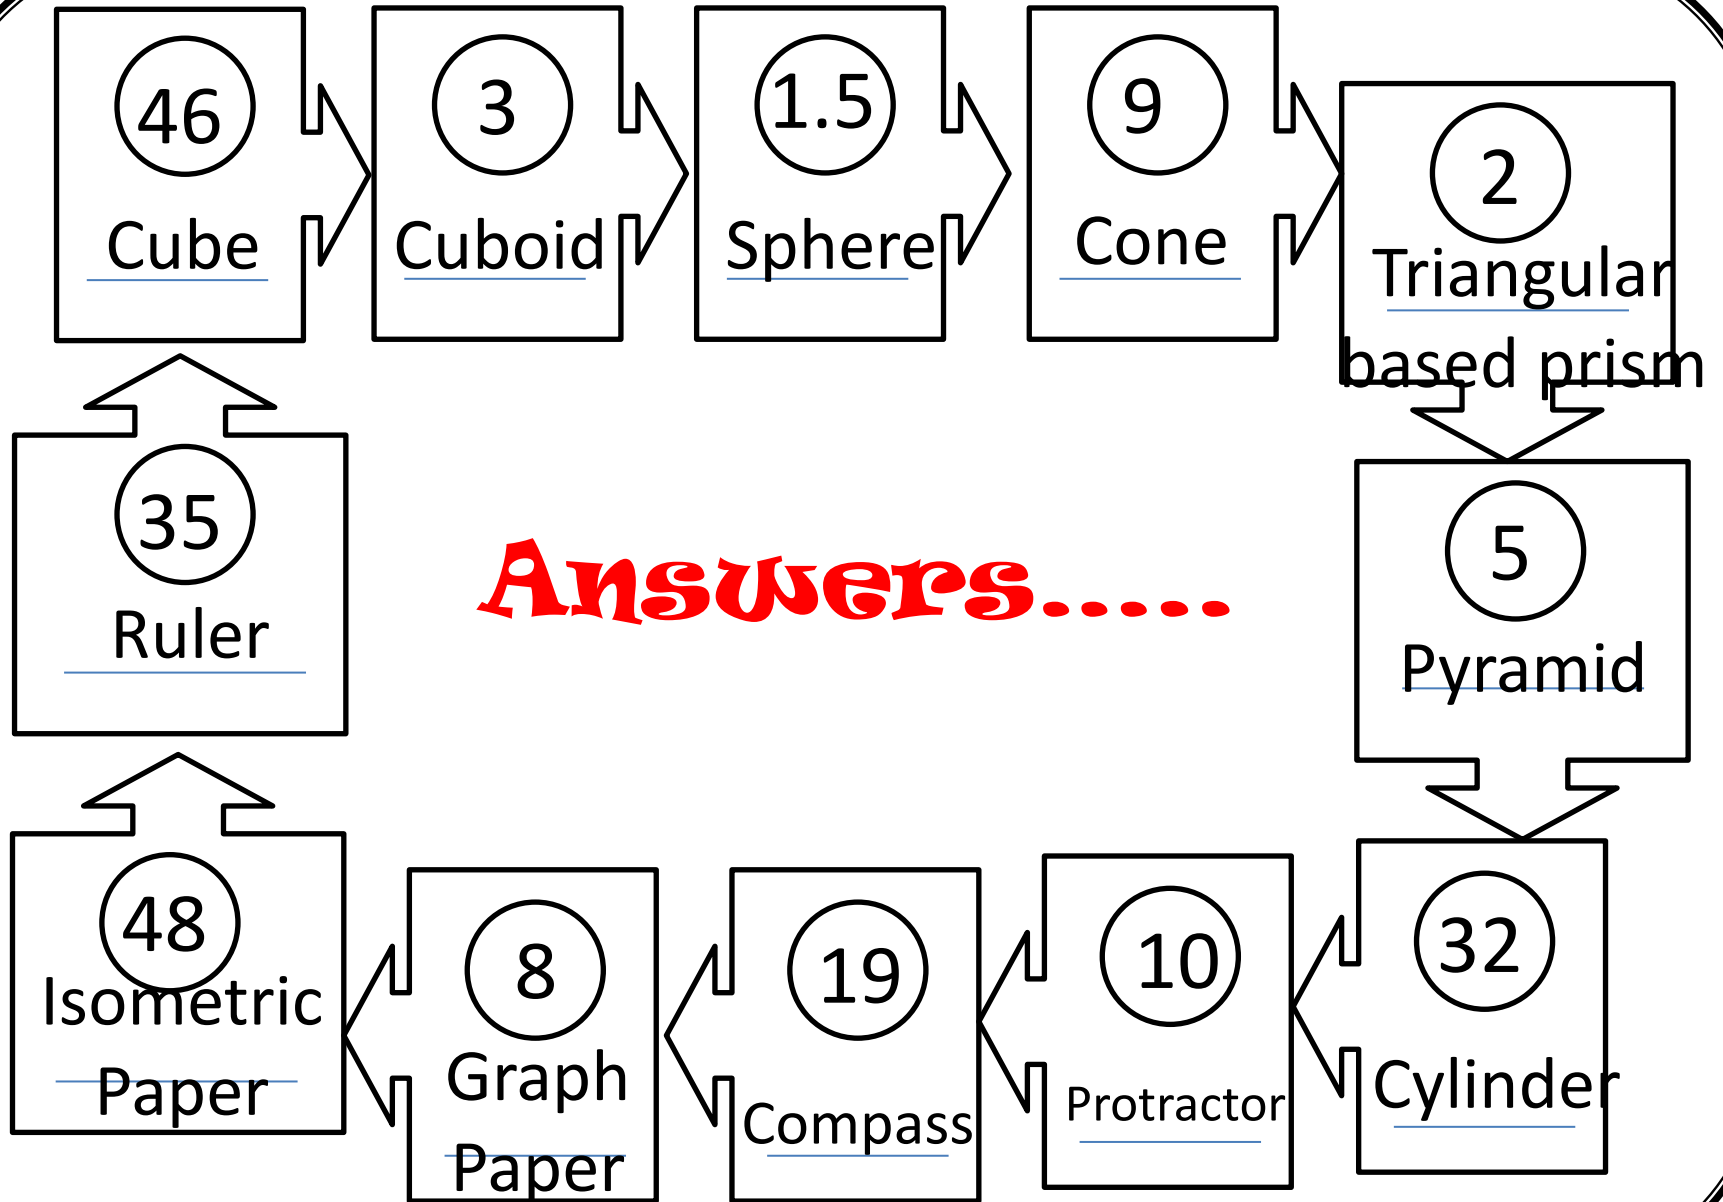 46
Cube
3
Cuboid
1.5
Sphere
9
Cone
2
Triangular
based prism
5
Pyramid
32
Cylinder
10
Protractor
19
Compass
8
Graph
Paper
48
Isometric
Paper
35
Ruler
Answers.....